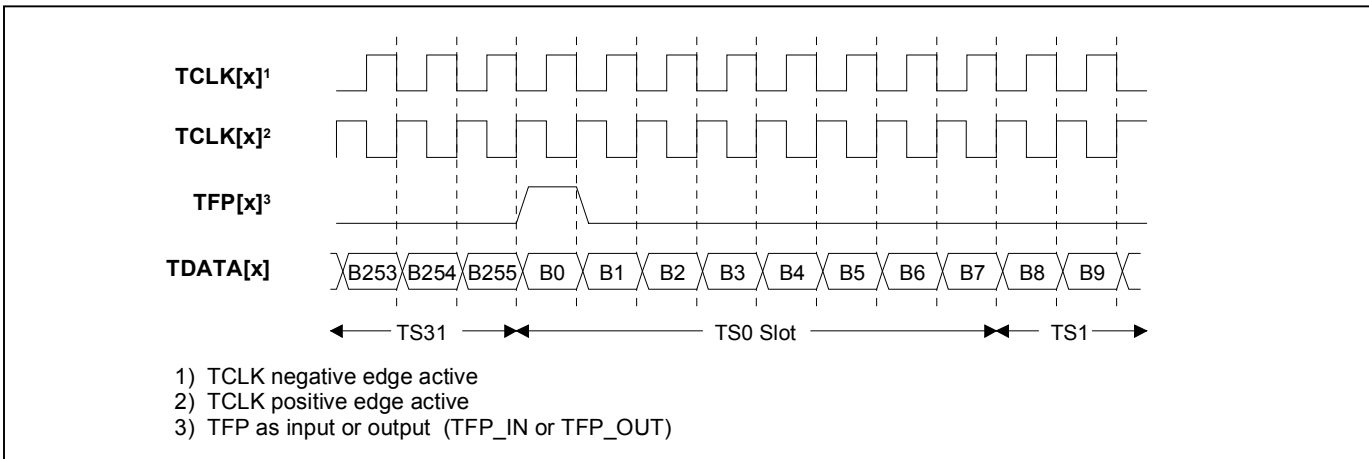 TCLK[x]¹
TCLK[x]²
TFP[x]³
TDATA[x] B253 B254 B255 B0 B1 B2 B3 B4 B5 B6 B7 B8 B9
TS31 TS0 Slot TS1
1) TCLK negative edge active
2) TCLK positive edge active
3) TFP as input or output (TFP_IN or TFP_OUT)